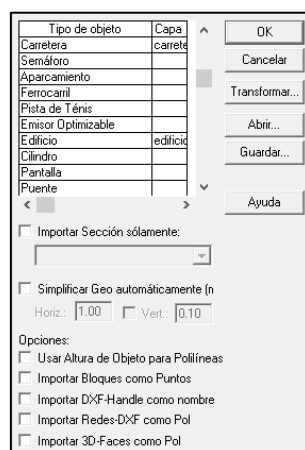 Tipo de objeto Capa
Carretera carrete
Semáforo
Aparcamiento
Ferrocarril
Pista de Ténis
Emisor Optimizable
Edificio edificio
Cilindro
Pantalla
Puente
OK
Cancelar
Transformar...
Abrir...
Guardar...
Ayuda
Importar Sección sólamente:
Simplificar Geo automáticamente (n
Horiz.: 1.00 Vert.: 0.10
Opciones:
Usar Altura de Objeto para Polilíneas
Importar Bloques como Puntos
Importar DXF-Handle como nombre
Importar Redes-DXF como Pol
Importar 3D-Faces como Pol